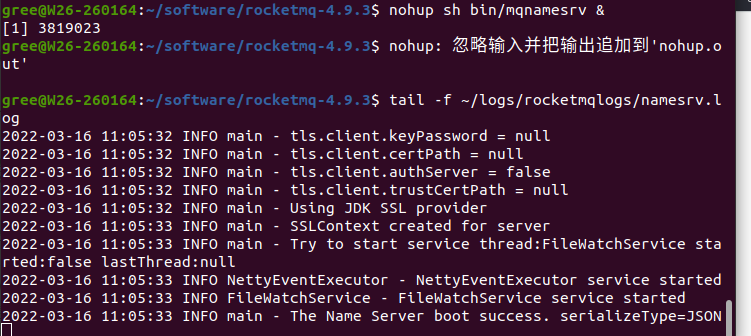 gree@W26-260164:~/software/rocketmq-4.9.3$ nohup sh bin/mqnamesrv &
[1] 3819023
gree@W26-260164:~/software/rocketmq-4.9.3$ nohup: 忽略输入并把输出追加到'nohup.o
ut'
gree@W26-260164:~/software/rocketmq-4.9.3$ tail -f ~/logs/rocketmqlogs/namesrv.l
og
2022-03-16 11:05:32 INFO main - tls.client.keyPassword = null
2022-03-16 11:05:32 INFO main - tls.client.certPath = null
2022-03-16 11:05:32 INFO main - tls.client.authServer = false
2022-03-16 11:05:32 INFO main - tls.client.trustCertPath = null
2022-03-16 11:05:32 INFO main - Using JDK SSL provider
2022-03-16 11:05:33 INFO main - SSLContext created for server
2022-03-16 11:05:33 INFO main - Try to start service thread:FileWatchService sta
rted:false lastThread:null
2022-03-16 11:05:33 INFO NettyEventExecutor - NettyEventExecutor service started
2022-03-16 11:05:33 INFO FileWatchService - FileWatchService service started
2022-03-16 11:05:33 INFO main - The Name Server boot success. serializeType=JSON